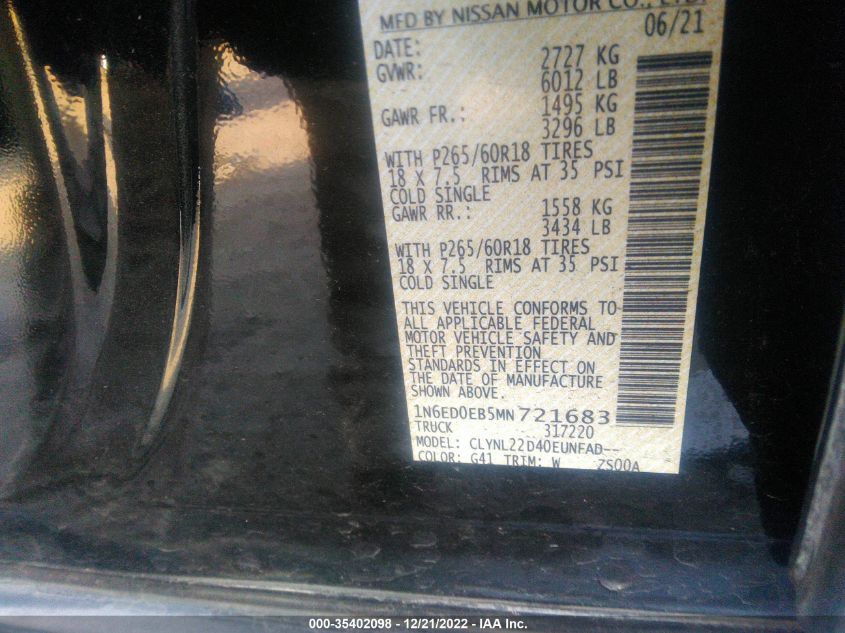 MFD BY NISSAN MOTOR CO., LTD.
DATE: 06/21
GVWR: 2727 KG
6012 LB
GAWR FR.: 1495 KG
3296 LB
WITH P265/60R18 TIRES
18 X 7.5 RIMS AT 35 PSI
COLD SINGLE
GAWR RR.: 1558 KG
3434 LB
WITH P265/60R18 TIRES
18 X 7.5 RIMS AT 35 PSI
COLD SINGLE
THIS VEHICLE CONFORMS TO
ALL APPLICABLE FEDERAL
MOTOR VEHICLE SAFETY AND
THEFT PREVENTION
STANDARDS IN EFFECT ON
THE DATE OF MANUFACTURE
SHOWN ABOVE.
1N6ED0EB5MN721683
TRUCK 317220
MODEL: CLYNL22D40EUNFAD--
COLOR: G41 TRIM: W ZS00A
000-35402098 - 12/21/2022 - IAA Inc.